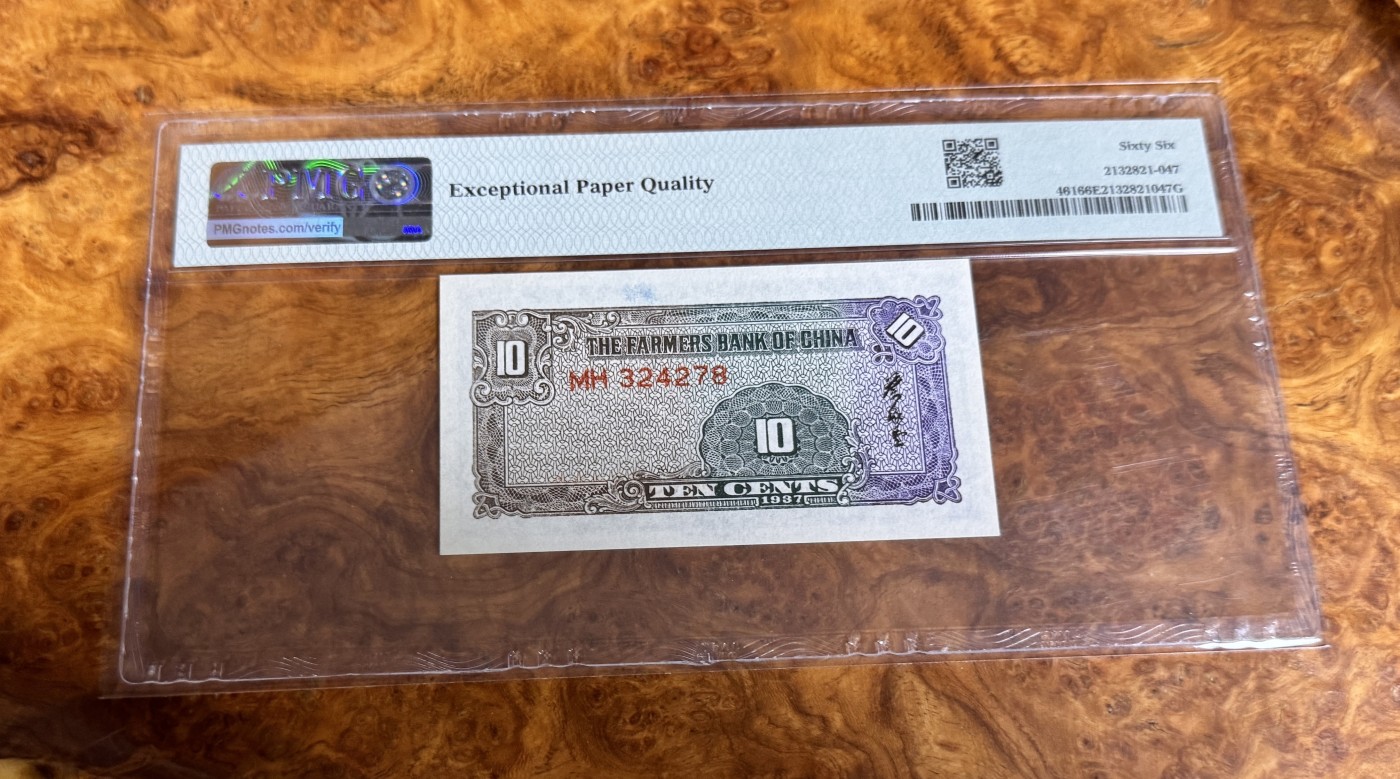 PMG
PMGnotes.com/verify
Exceptional Paper Quality
Sixty Six
2132821-047
46166E2132821047G
10
THE FARMERS BANK OF CHINA
10
MH 324278
10
TEN CENTS
1937